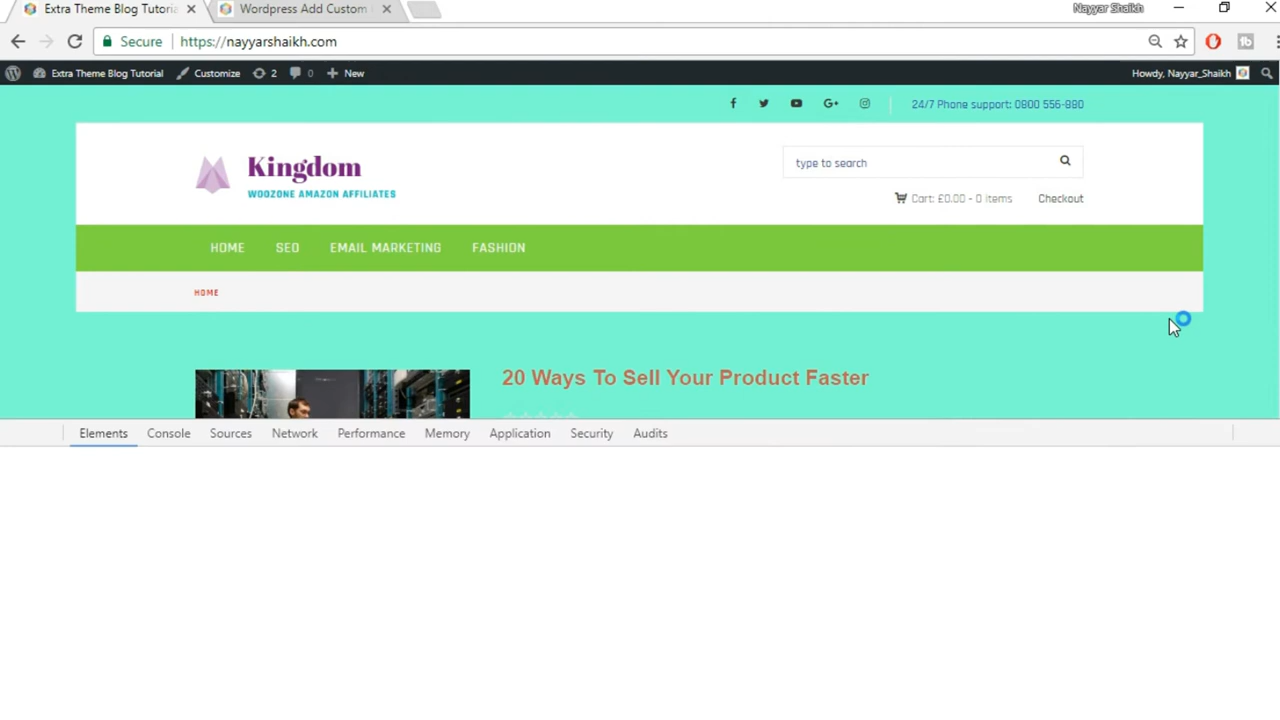 Extra Theme Blog Tutoria
Wordpress Add Custom
Nayyar Shaikh
Secure
https://nayyarshaikh.com
Extra Theme Blog Tutorial
Customize
2
0
New
Howdy, Nayyar_Shaikh
24/7 Phone support: 0800 556-880
Kingdom
WOOZONE AMAZON AFFILIATES
type to search
Cart: £0.00 - 0 items
Checkout
HOME SEO EMAIL MARKETING FASHION
HOME
20 Ways To Sell Your Product Faster
Elements Console Sources Network Performance Memory Application Security Audits